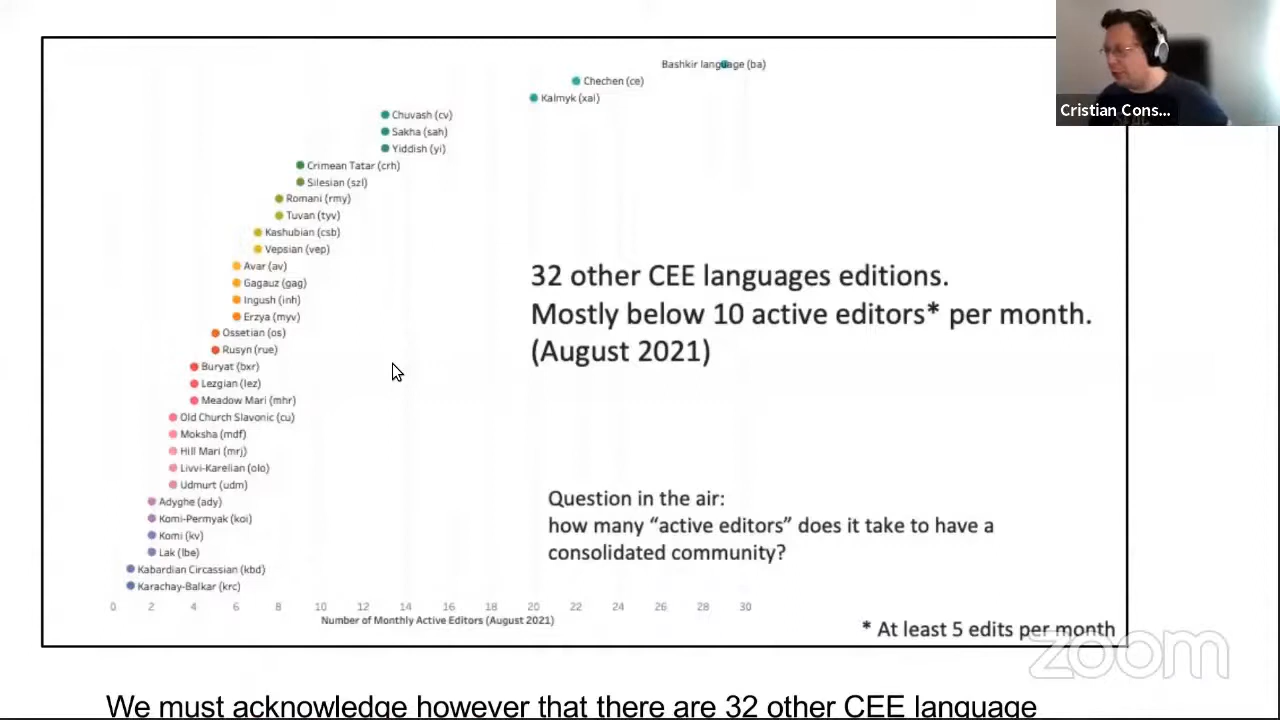 Bashkir language (ba)
Chechen (ce)
Kalmyk (xal)
Chuvash (cv)
Sakha (sah)
Yiddish (yi)
Crimean Tatar (crh)
Silesian (szl)
Romani (rmy)
Tuvan (tyv)
Kashubian (csb)
Vepsian (vep)
Avar (av)
Gagauz (gag)
Ingush (inh)
Erzya (myv)
Ossetian (os)
Rusyn (rue)
Buryat (bxr)
Lezgian (lez)
Meadow Mari (mhr)
Old Church Slavonic (cu)
Moksha (mdf)
Hill Mari (mrj)
Livvi-Karelian (olo)
Udmurt (udm)
Adyghe (ady)
Komi-Permyak (koi)
Komi (kv)
Lak (lbe)
Kabardian Circassian (kbd)
Karachay-Balkar (krc)
0 2 4 6 8 10 12 14 16 18 20 22 24 26 28 30
Number of Monthly Active Editors (August 2021)
32 other CEE languages editions.
Mostly below 10 active editors* per month.
(August 2021)
Question in the air:
how many “active editors” does it take to have a
consolidated community?
* At least 5 edits per month
Cristian Cons...
zoom
We must acknowledge however that there are 32 other CEE language